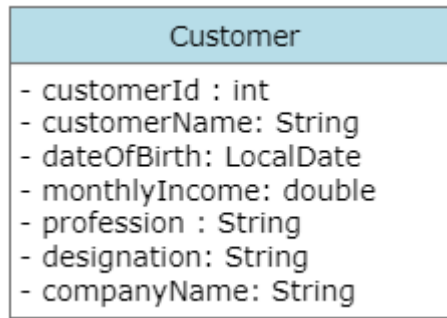 Customer
- customerId : int
- customerName: String
- dateOfBirth: LocalDate
- monthlyIncome: double
- profession : String
- designation: String
- companyName: String